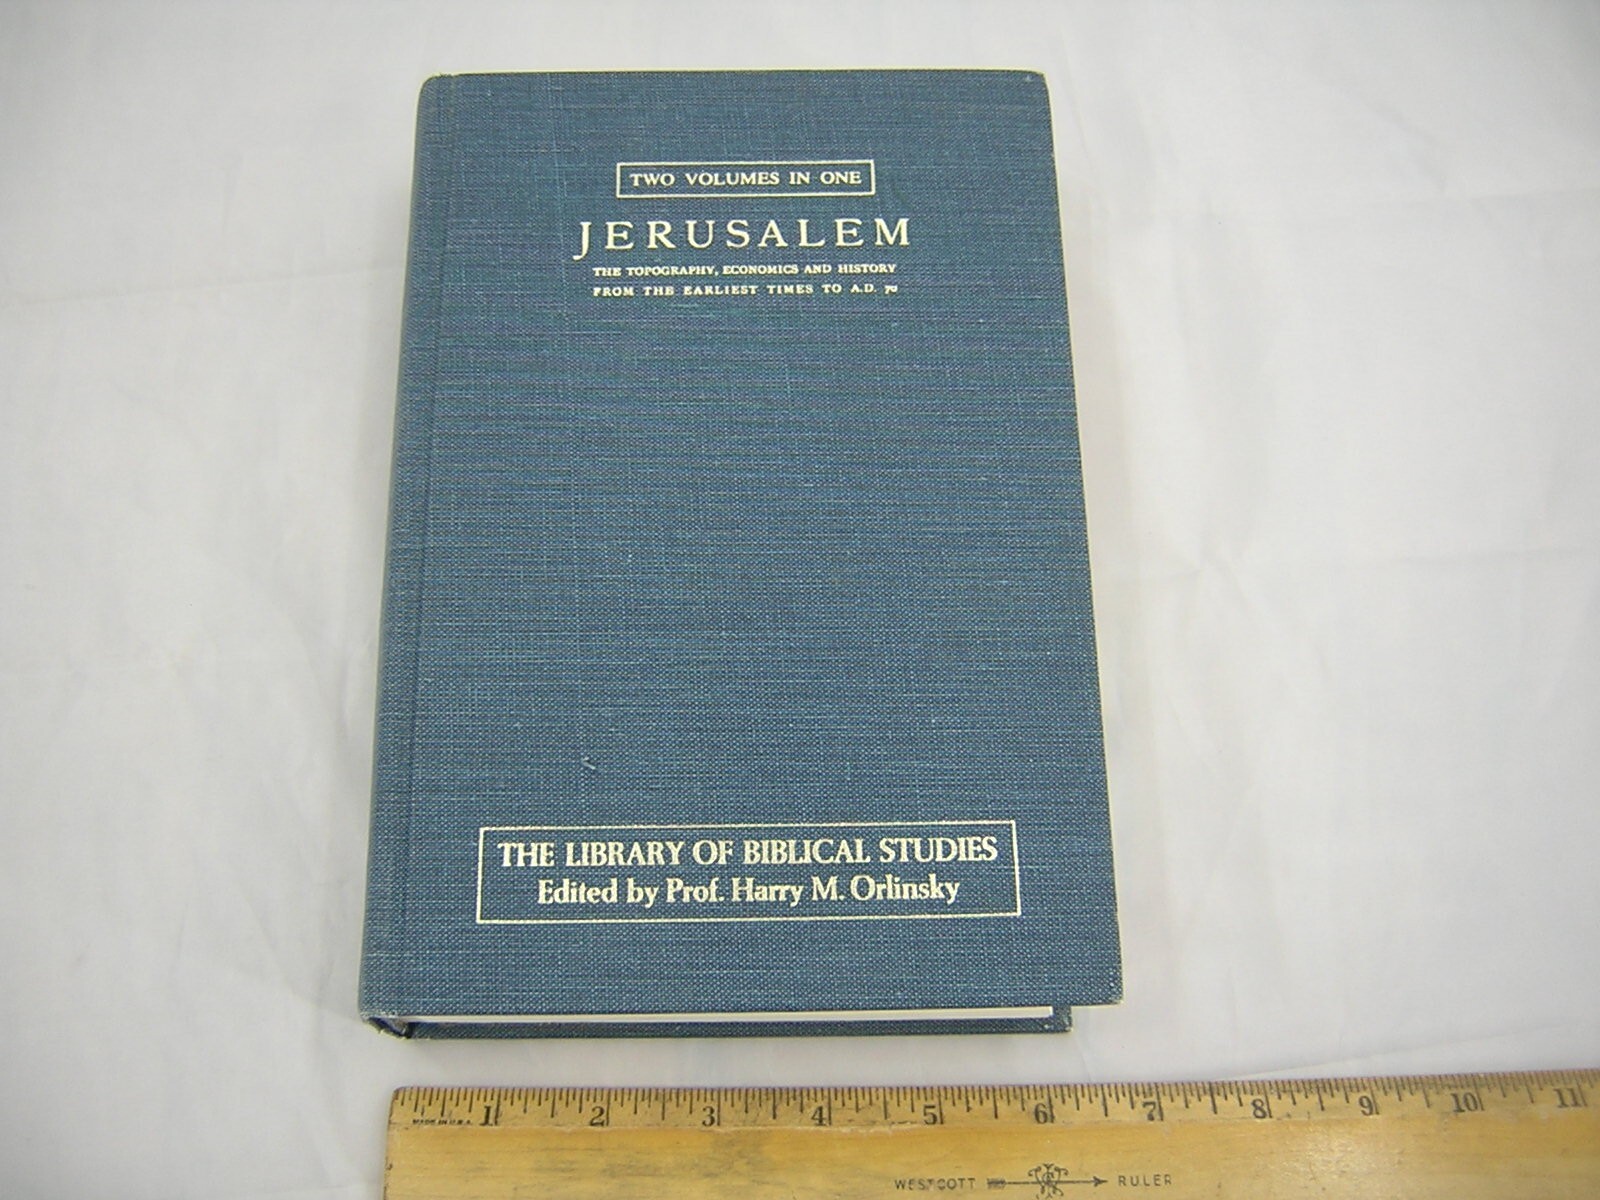 TWO VOLUMES IN ONE
JERUSALEM
THE TOPOGRAPHY, ECONOMICS AND HISTORY
FROM THE EARLIEST TIMES TO A.D. 70
THE LIBRARY OF BIBLICAL STUDIES
Edited by Prof. Harry M. Orlinsky
1 2 3 4 5 6 7 8 9 10 11
MADE IN U.S.A.
WESTCOTT RULER